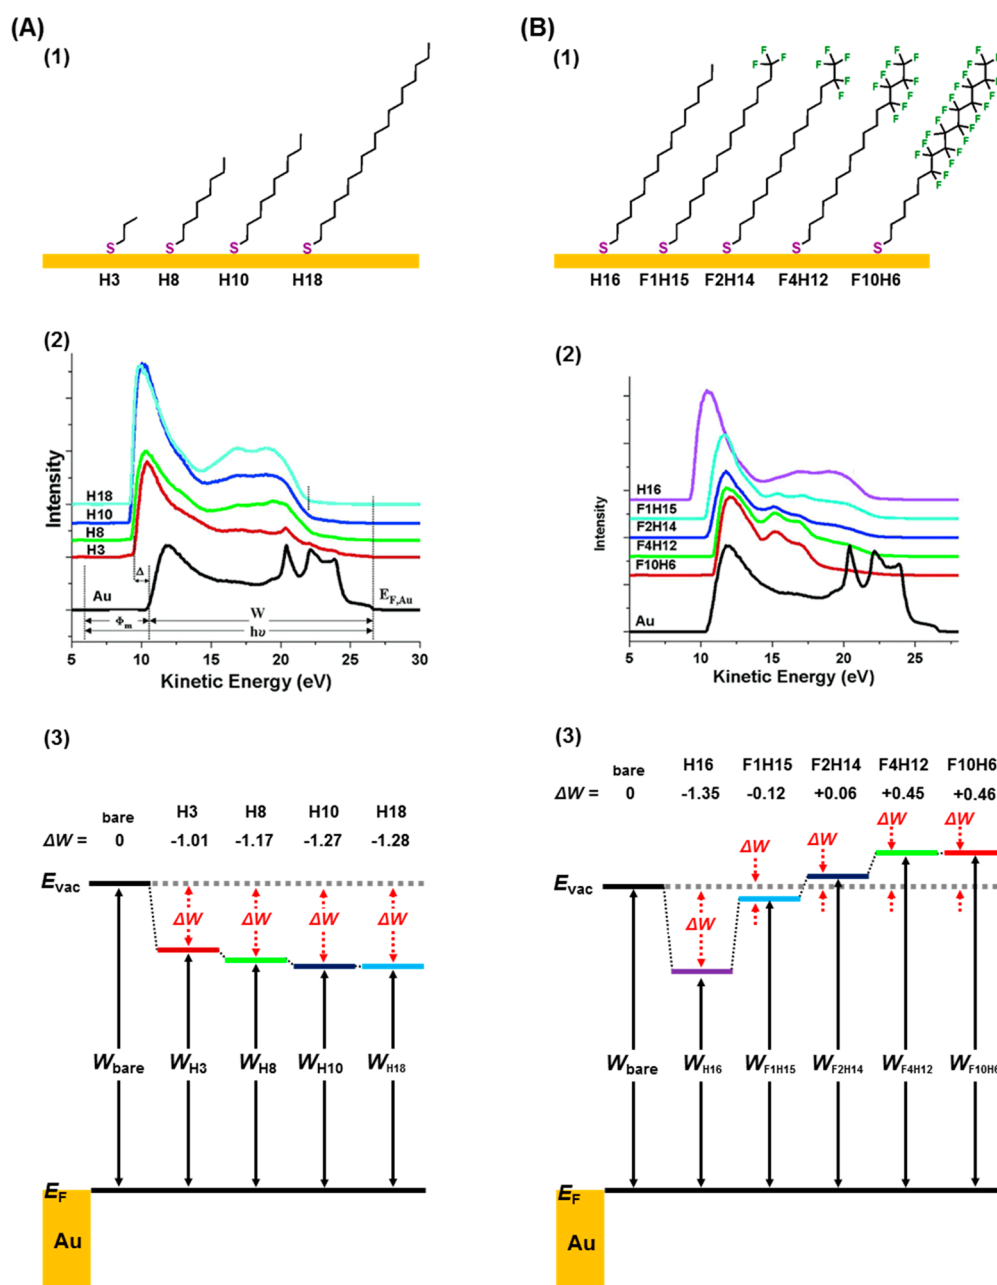 (A)
(1)
S S S S
H3 H8 H10 H18
(2)
Intensity
H18
H10
H8
H3
Δ
Au
E_F,Au
Φ_m
W
hυ
5 10 15 20 25 30
Kinetic Energy (eV)
(3)
bare H3 H8 H10 H18
ΔW = 0 -1.01 -1.17 -1.27 -1.28
E_vac
ΔW ΔW ΔW ΔW
W_bare W_H3 W_H8 W_H10 W_H18
E_F
Au
(B)
(1)
F F F
F F F F F
F F F F F F F F F
F F F F F F F F F F F F F F F F F F F F F
S S S S S
H16 F1H15 F2H14 F4H12 F10H6
(2)
Intensity
H16
F1H15
F2H14
F4H12
F10H6
Au
5 10 15 20 25
Kinetic Energy (eV)
(3)
bare H16 F1H15 F2H14 F4H12 F10H6
ΔW = 0 -1.35 -0.12 +0.06 +0.45 +0.46
ΔW ΔW ΔW ΔW
E_vac
ΔW
W_bare W_H16 W_F1H15 W_F2H14 W_F4H12 W_F10H6
E_F
Au